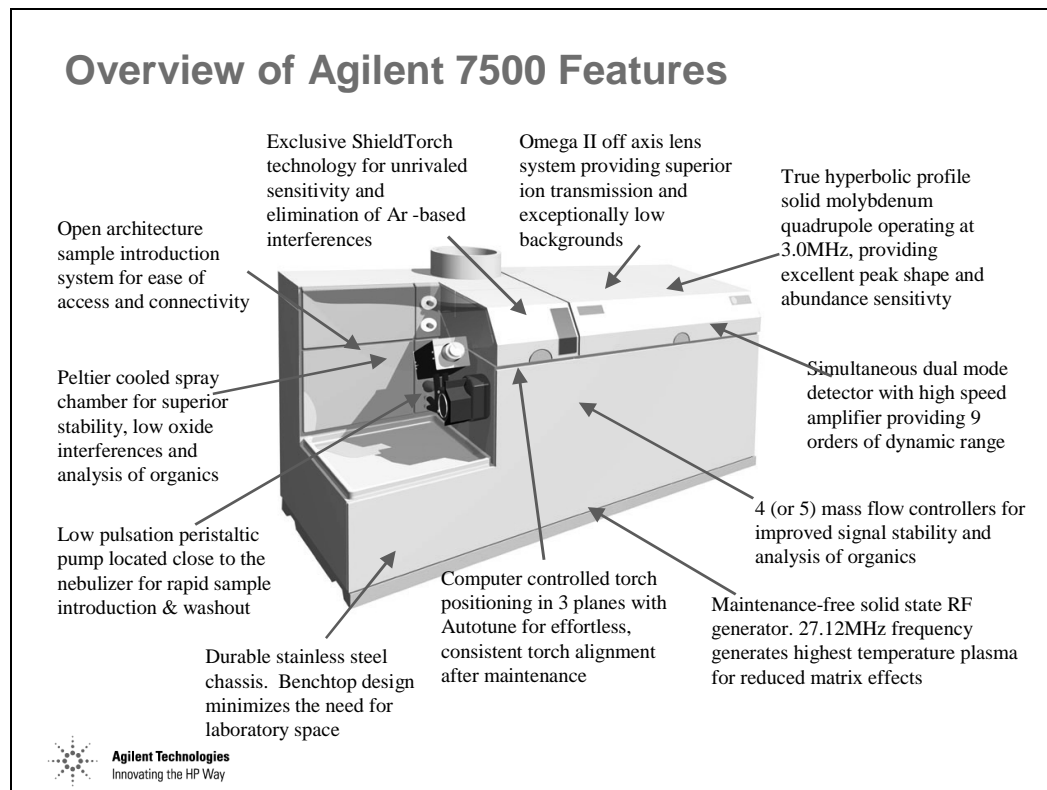 Overview of Agilent 7500 Features
Exclusive ShieldTorch
technology for unrivaled
sensitivity and
elimination of Ar -based
interferences
Omega II off axis lens
system providing superior
ion transmission and
exceptionally low
backgrounds
True hyperbolic profile
solid molybdenum
quadrupole operating at
3.0MHz, providing
excellent peak shape and
abundance sensitivty
Open architecture
sample introduction
system for ease of
access and connectivity
Peltier cooled spray
chamber for superior
stability, low oxide
interferences and
analysis of organics
Simultaneous dual mode
detector with high speed
amplifier providing 9
orders of dynamic range
Low pulsation peristaltic
pump located close to the
nebulizer for rapid sample
introduction & washout
4 (or 5) mass flow controllers for
improved signal stability and
analysis of organics
Computer controlled torch
positioning in 3 planes with
Autotune for effortless,
consistent torch alignment
after maintenance
Maintenance-free solid state RF
generator. 27.12MHz frequency
generates highest temperature plasma
for reduced matrix effects
Durable stainless steel
chassis.  Benchtop design
minimizes the need for
laboratory space
Agilent Technologies
Innovating the HP Way